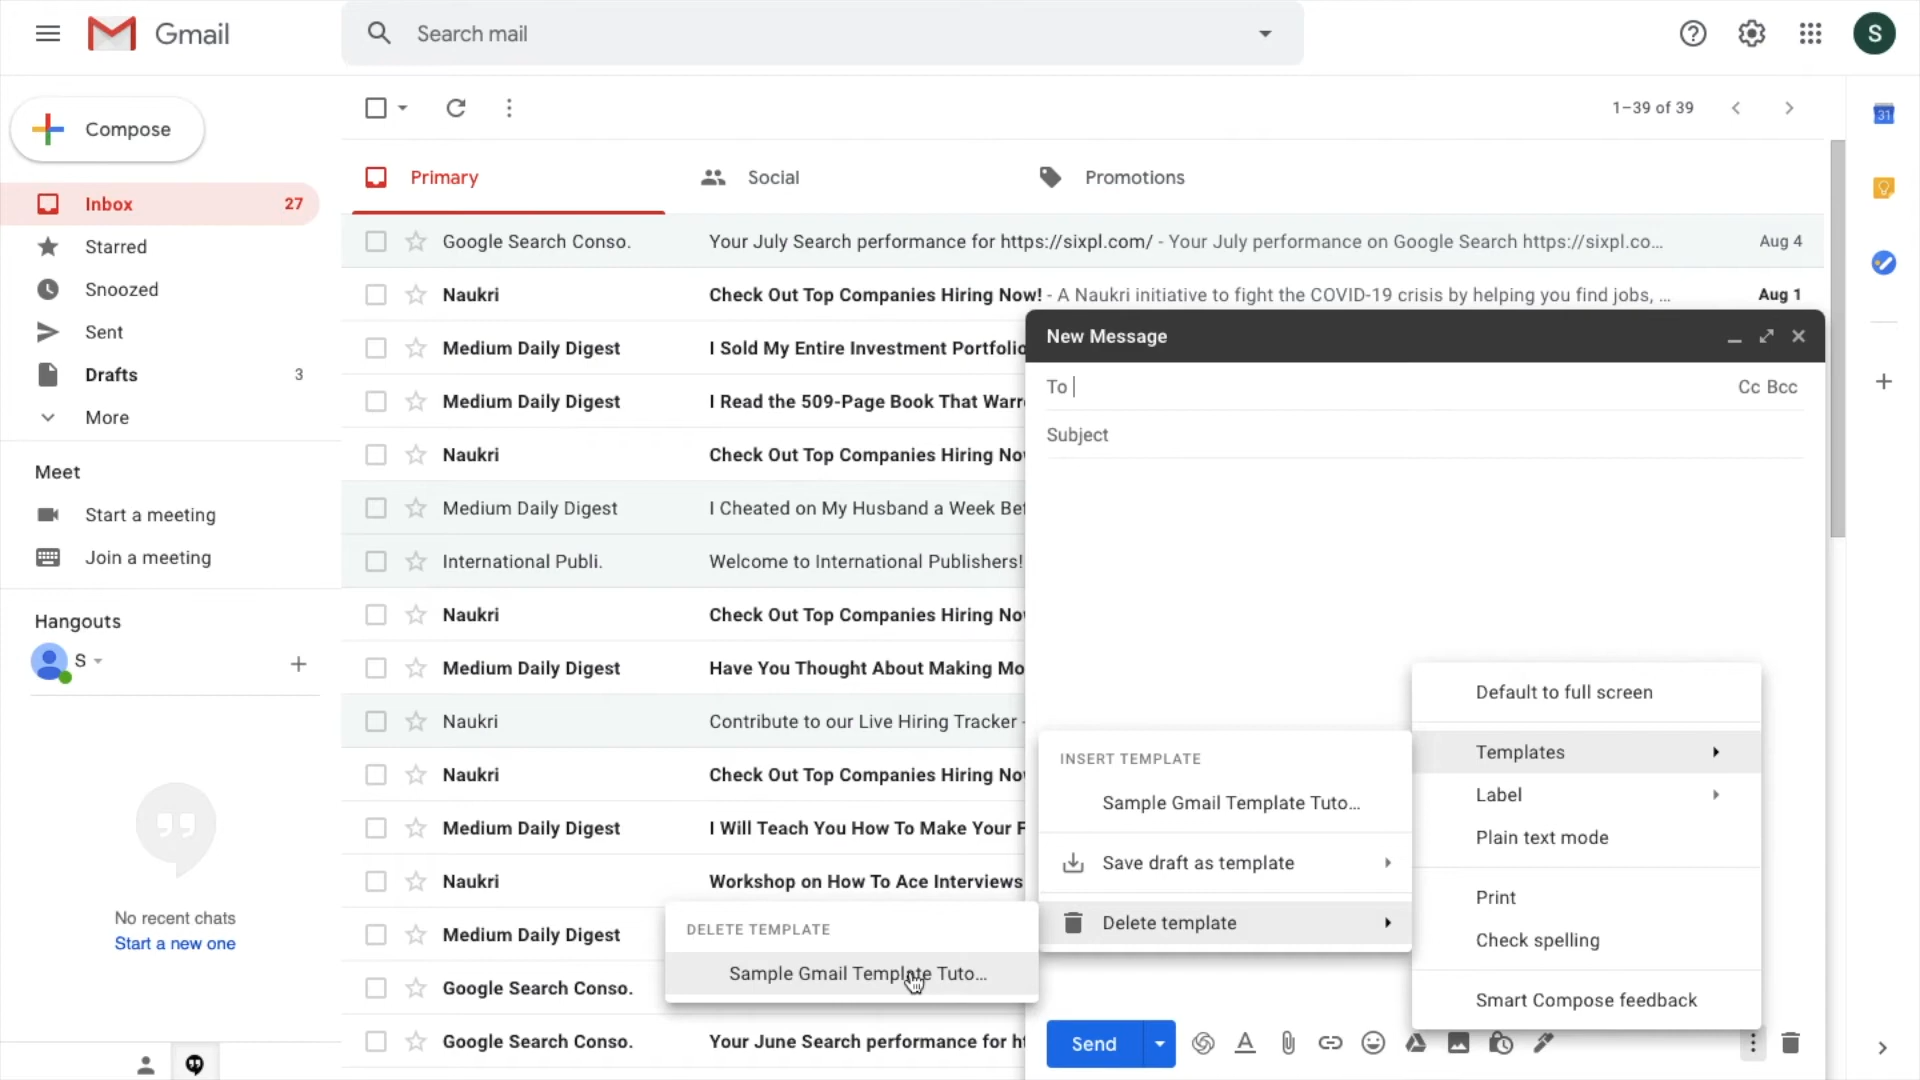 Gmail
Search mail
S
Compose
1–39 of 39
31
Primary
Social
Promotions
Inbox 27
Starred
Snoozed
Sent
Drafts 3
More
Meet
Start a meeting
Join a meeting
Hangouts
S
No recent chats
Start a new one
Google Search Conso. Your July Search performance for https://sixpl.com/ - Your July performance on Google Search https://sixpl.co... Aug 4
Naukri Check Out Top Companies Hiring Now! - A Naukri initiative to fight the COVID-19 crisis by helping you find jobs, ... Aug 1
Medium Daily Digest I Sold My Entire Investment Portfolio
Medium Daily Digest I Read the 509-Page Book That Warr
Naukri Check Out Top Companies Hiring No
Medium Daily Digest I Cheated on My Husband a Week Be
International Publi. Welcome to International Publishers!
Naukri Check Out Top Companies Hiring No
Medium Daily Digest Have You Thought About Making Mo
Naukri Contribute to our Live Hiring Tracker -
Naukri Check Out Top Companies Hiring No
Medium Daily Digest I Will Teach You How To Make Your F
Naukri Workshop on How To Ace Interviews
Medium Daily Digest
Google Search Conso.
Google Search Conso. Your June Search performance for h
New Message
To
Cc Bcc
Subject
Default to full screen
Templates
Label
Plain text mode
Print
Check spelling
Smart Compose feedback
INSERT TEMPLATE
Sample Gmail Template Tuto...
Save draft as template
Delete template
DELETE TEMPLATE
Sample Gmail Template Tuto...
Send